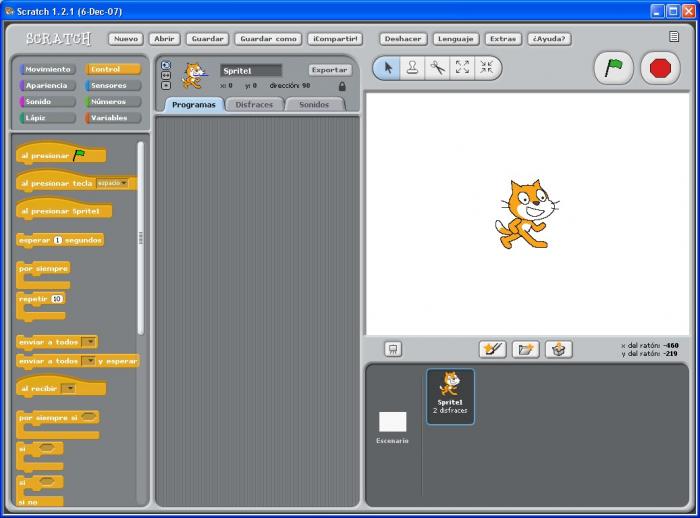 Scratch 1.2.1 (6-Dec-07)
SCRATCH
Nuevo Abrir Guardar Guardar como ¡Compartir! Deshacer Lenguaje Extras ¿Ayuda?
Movimiento Control
Apariencia Sensores
Sonido Números
Lápiz Variables
Sprite1 Exportar
x: 0 y: 0 dirección: 90
Programas Disfraces Sonidos
al presionar
al presionar tecla espacio
al presionar Sprite1
esperar 1 segundos
por siempre
repetir 10
enviar a todos
enviar a todos y esperar
al recibir
por siempre si
si
si
si no
x del ratón: -460
y del ratón: -219
Sprite1
2 disfraces
Escenario